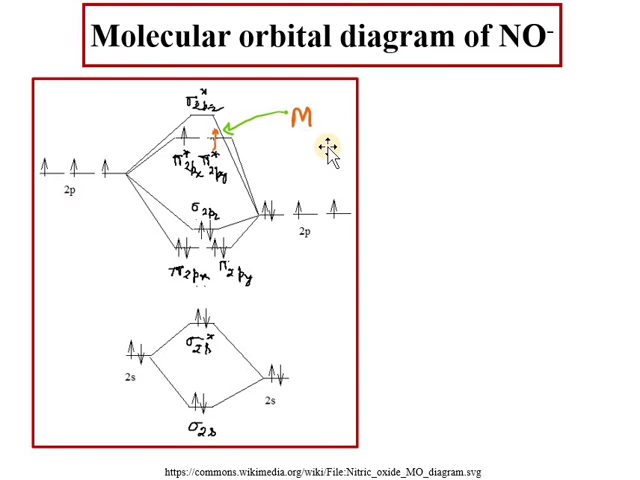 Molecular orbital diagram of NO-
σ*2pz
M
π*2px π*2py
2p
σ2pz
2p
π2px π2py
σ*2s
2s
2s
σ2s
https://commons.wikimedia.org/wiki/File:Nitric_oxide_MO_diagram.svg